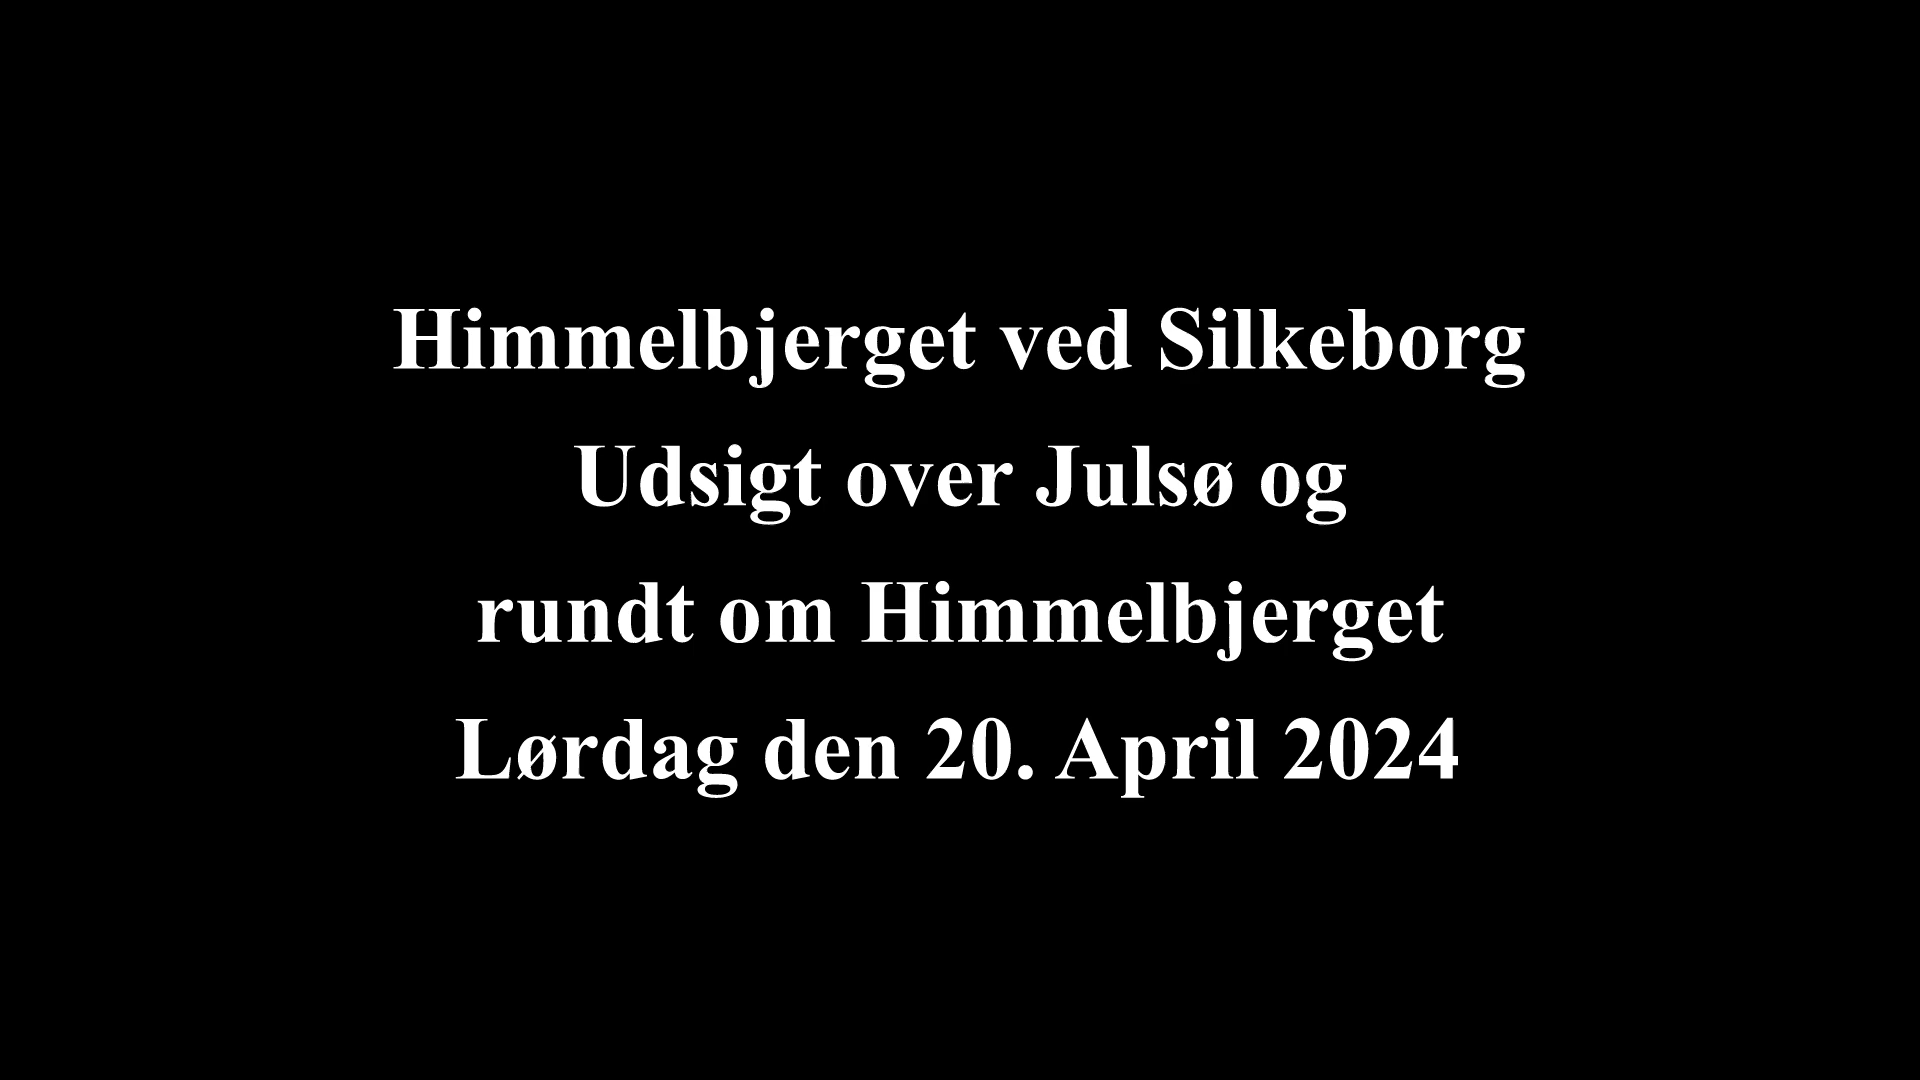 Himmelbjerget ved Silkeborg
Udsigt over Julsø og
rundt om Himmelbjerget
Lørdag den 20. April 2024